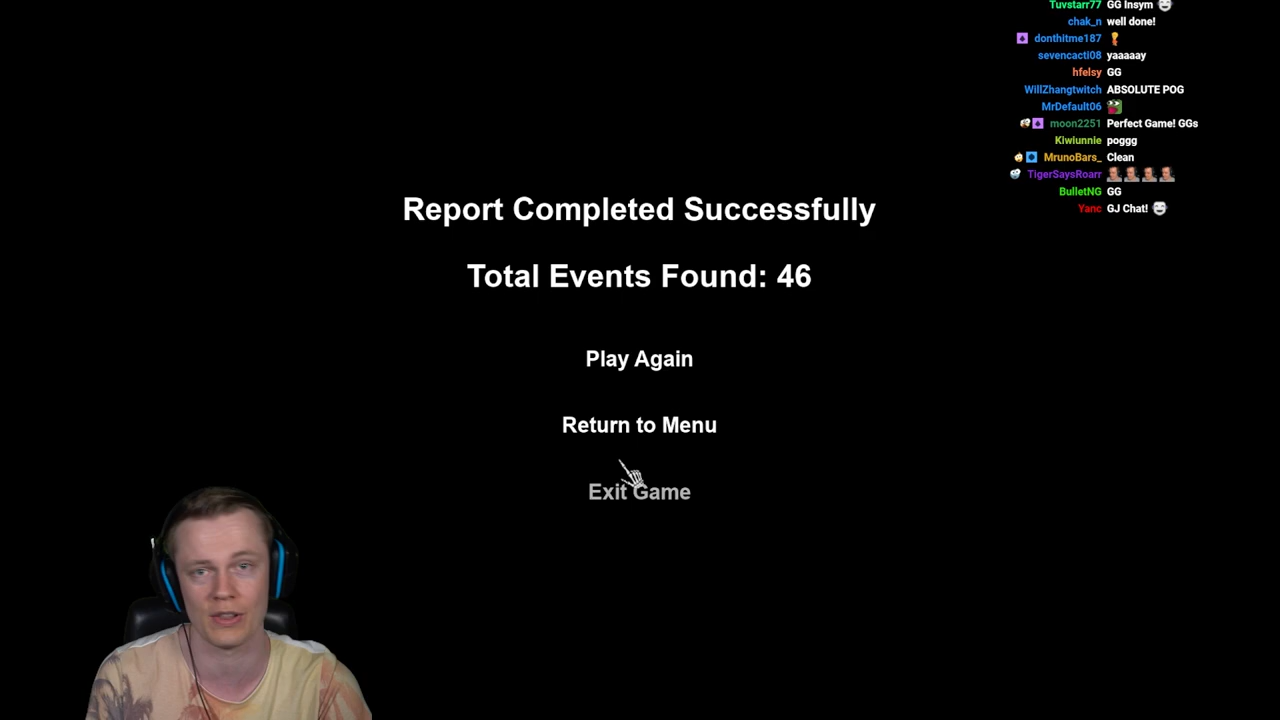 Tuvstarr77 GG Insym
chak_n well done!
donthitme187
sevencacti08 yaaaaay
hfelsy GG
WillZhangtwitch ABSOLUTE POG
MrDefault06
moon2251 Perfect Game! GGs
Kiwiunnie poggg
MrunoBars_ Clean
TigerSaysRoarr
BulletNG GG
Yanc GJ Chat!
Report Completed Successfully
Total Events Found: 46
Play Again
Return to Menu
Exit Game